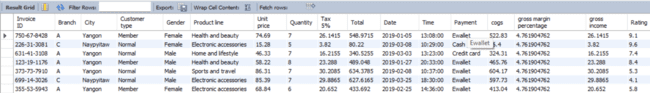 Result Grid Filter Rows: Export: Wrap Cell Content: Fetch rows:
Invoice ID Branch City Customer type Gender Product line Unit price Quantity Tax 5% Total Date Time Payment cogs gross margin percentage gross income Rating
750-67-8428 A Yangon Member Female Health and beauty 74.69 7 26.1415 548.9715 2019-01-05 13:08:00 Ewallet 522.83 4.761904762 26.1415 9.1
226-31-3081 C Naypyitaw Normal Female Electronic accessories 15.28 5 3.82 80.22 2019-03-08 10:29:00 Cash Ewallet 4.761904762 3.82 9.6
631-41-3108 A Yangon Normal Male Home and lifestyle 46.33 7 16.2155 340.5255 2019-03-03 13:23:00 Credit card 324.31 4.761904762 16.2155 7.4
123-19-1176 A Yangon Member Male Health and beauty 58.22 8 23.288 489.048 2019-01-27 20:33:00 Ewallet 465.76 4.761904762 23.288 8.4
373-73-7910 A Yangon Normal Male Sports and travel 86.31 7 30.2085 634.3785 2019-02-08 10:37:00 Ewallet 604.17 4.761904762 30.2085 5.3
699-14-3026 C Naypyitaw Normal Male Electronic accessories 85.39 7 29.8865 627.6165 2019-03-25 18:30:00 Ewallet 597.73 4.761904762 29.8865 4.1
355-53-5943 A Yangon Member Female Electronic accessories 68.84 6 20.652 433.692 2019-02-25 14:36:00 Ewallet 413.04 4.761904762 20.652 5.8